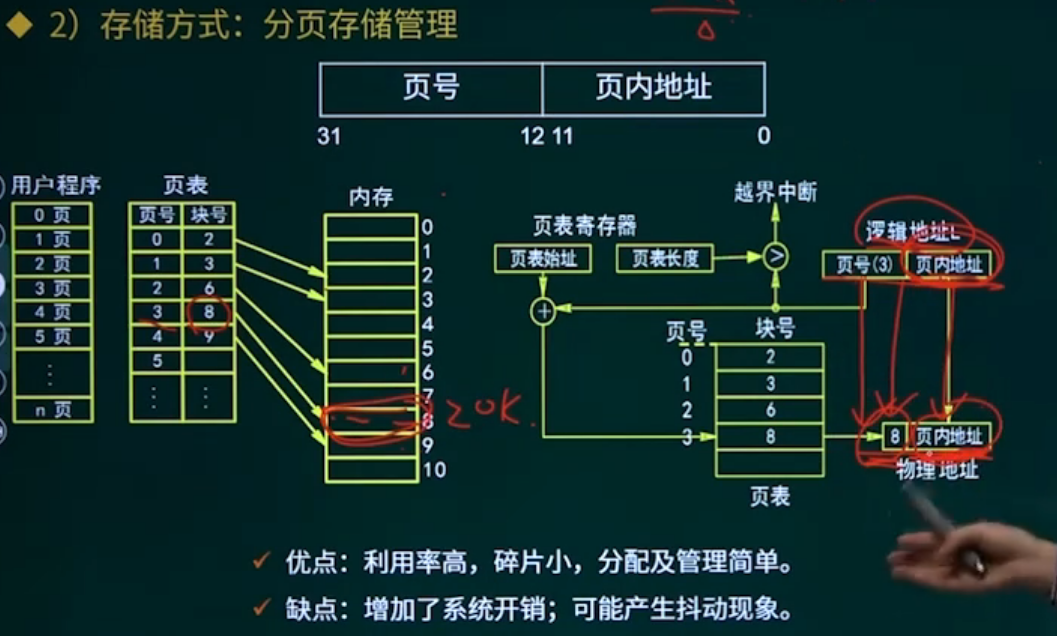 ◆ 2）存储方式：分页存储管理
页号 页内地址
31 12 11 0
用户程序
0 页
1 页
2 页
3 页
4 页
5 页
⋮
n 页
页表
页号 块号
0 2
1 3
2 6
3 8
4 9
5
⋮ ⋮
内存
0
1
2
3
4
5
6
7
8
9
10
20K.
越界中断
页表寄存器
页表始址 页表长度 >
逻辑地址L
页号(3) 页内地址
+
页号 块号
0 2
1 3
2 6
3 8
页表
8 页内地址
物理地址
✓ 优点：利用率高，碎片小，分配及管理简单。
✓ 缺点：增加了系统开销；可能产生抖动现象。